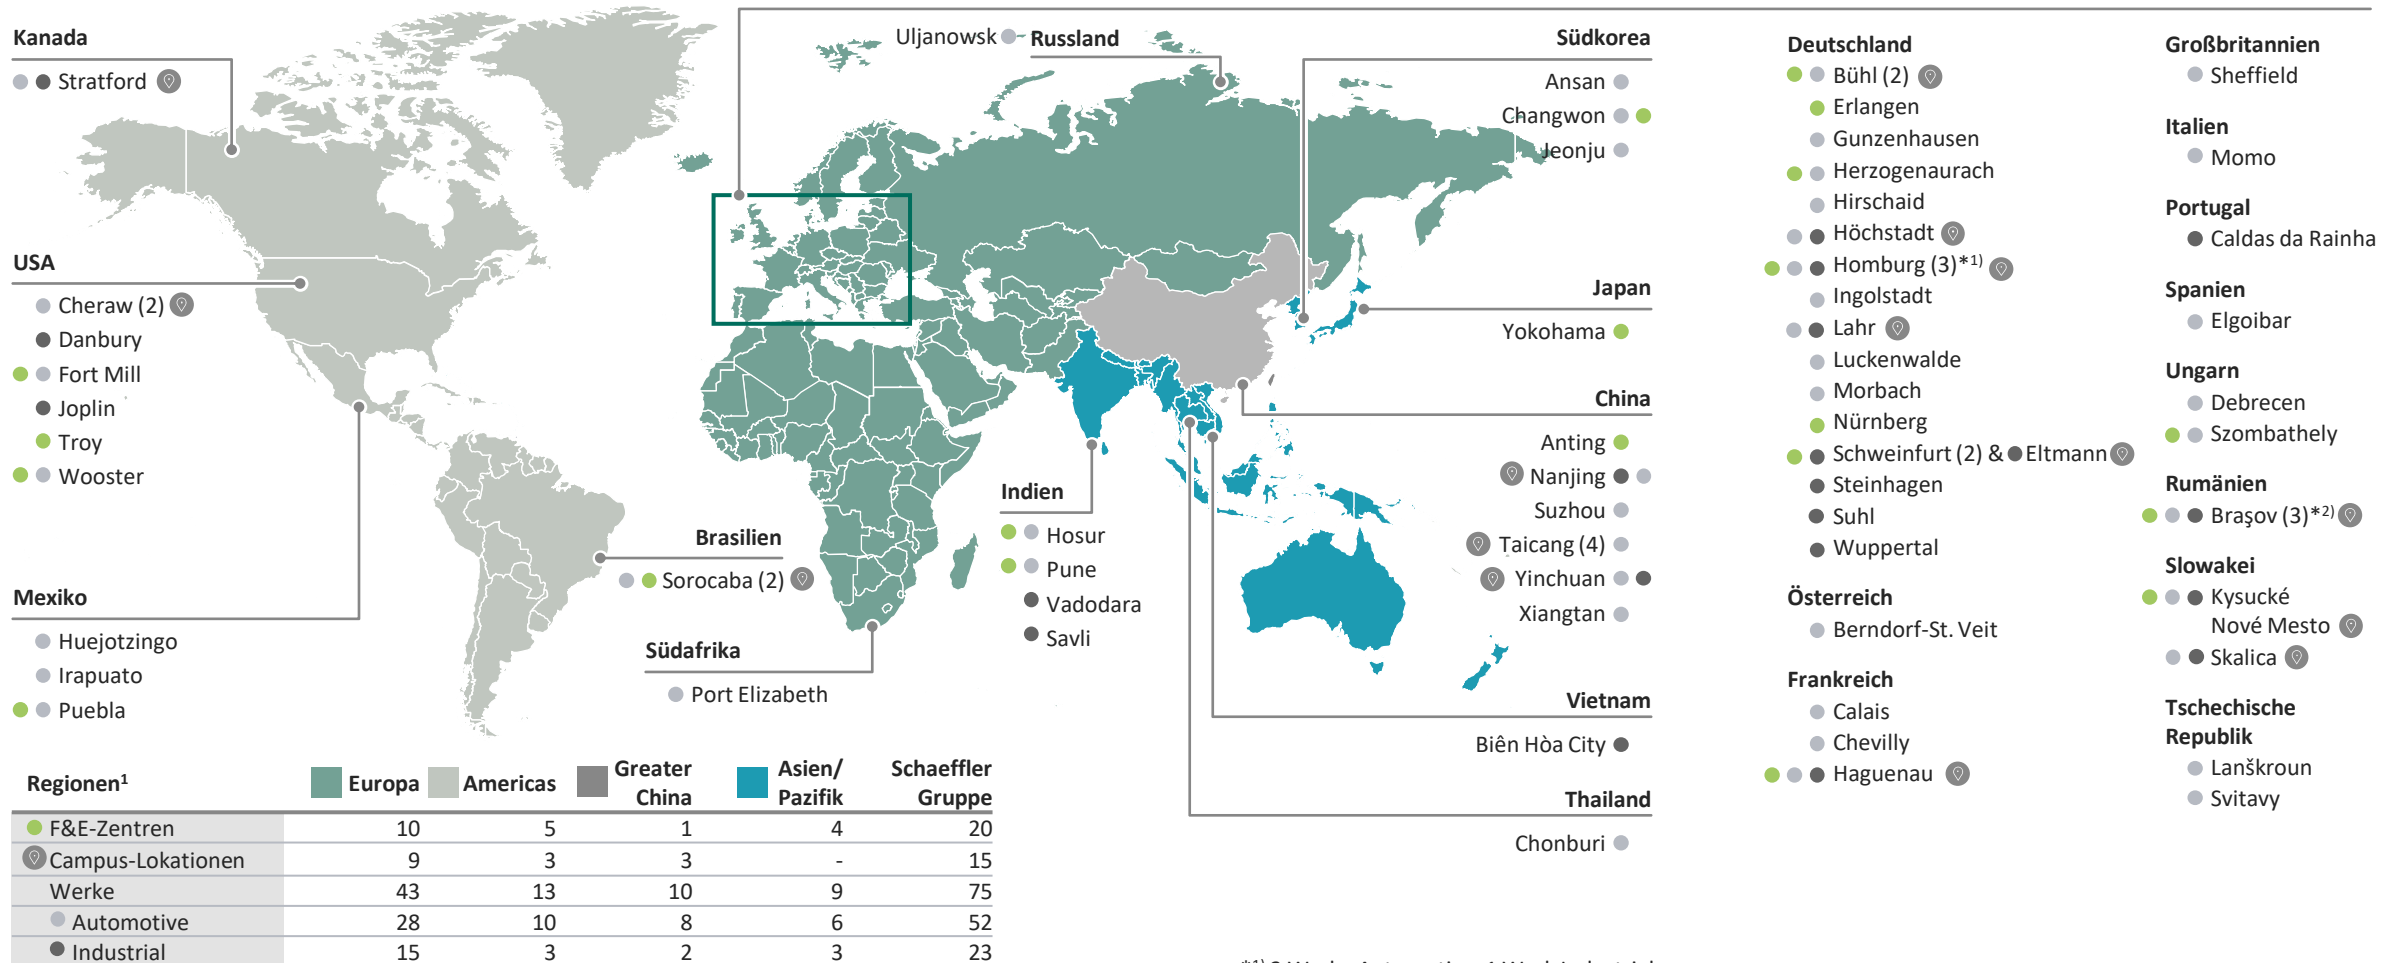 Kanada
Stratford
USA
Cheraw (2)
Danbury
Fort Mill
Joplin
Troy
Wooster
Mexiko
Huejotzingo
Irapuato
Puebla
Brasilien
Sorocaba (2)
Südafrika
Port Elizabeth
Uljanowsk
Russland
Indien
Hosur
Pune
Vadodara
Savli
Südkorea
Ansan
Changwon
Jeonju
Japan
Yokohama
China
Anting
Nanjing
Suzhou
Taicang (4)
Yinchuan
Xiangtan
Vietnam
Biên Hòa City
Thailand
Chonburi
Deutschland
Bühl (2)
Erlangen
Gunzenhausen
Herzogenaurach
Hirschaid
Höchstadt
Homburg (3)*1)
Ingolstadt
Lahr
Luckenwalde
Morbach
Nürnberg
Schweinfurt (2) & Eltmann
Steinhagen
Suhl
Wuppertal
Österreich
Berndorf-St. Veit
Frankreich
Calais
Chevilly
Haguenau
Großbritannien
Sheffield
Italien
Momo
Portugal
Caldas da Rainha
Spanien
Elgoibar
Ungarn
Debrecen
Szombathely
Rumänien
Braşov (3)*2)
Slowakei
Kysucké
Nové Mesto
Skalica
Tschechische
Republik
Lanškroun
Svitavy
Regionen1 Europa Americas Greater China Asien/ Pazifik Schaeffler Gruppe
F&E-Zentren 10 5 1 4 20
Campus-Lokationen 9 3 3 - 15
Werke 43 13 10 9 75
Automotive 28 10 8 6 52
Industrial 15 3 2 3 23